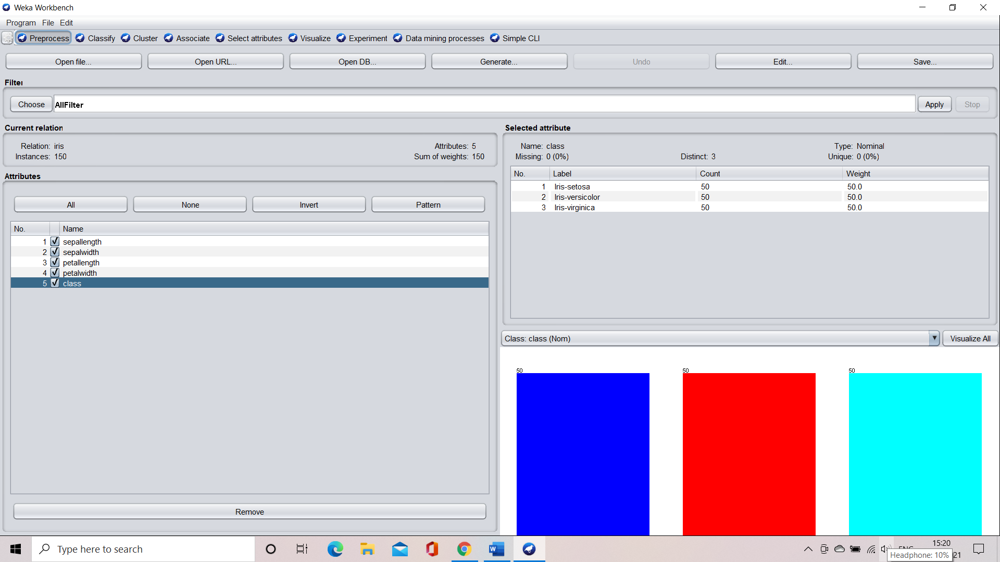 Weka Workbench
Program File Edit
Preprocess Classify Cluster Associate Select attributes Visualize Experiment Data mining processes Simple CLI
Open file... Open URL... Open DB... Generate... Undo Edit... Save...
Filter
Choose AllFilter Apply Stop
Current relation
Relation: iris Attributes: 5
Instances: 150 Sum of weights: 150
Attributes
All None Invert Pattern
No. Name
1 sepallength
2 sepalwidth
3 petallength
4 petalwidth
5 class
Remove
Selected attribute
Name: class Type: Nominal
Missing: 0 (0%) Distinct: 3 Unique: 0 (0%)
No. Label Count Weight
1 Iris-setosa 50 50.0
2 Iris-versicolor 50 50.0
3 Iris-virginica 50 50.0
Class: class (Nom) Visualize All
50 50 50
Type here to search
15:20
21
Headphone: 10%